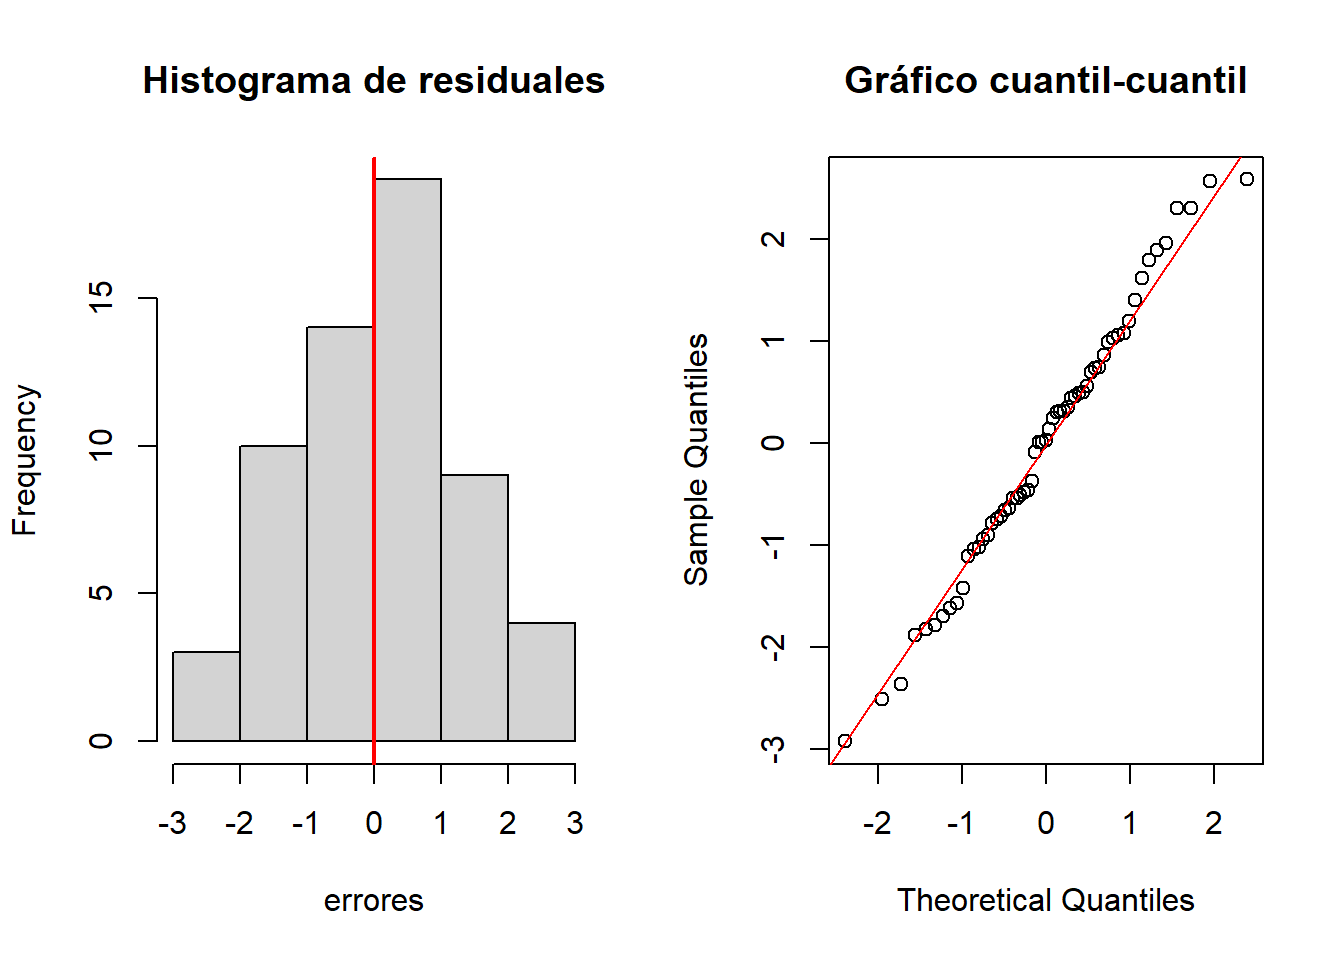 Histograma de residuales
Frequency
15
10
5
0
-3 -2 -1 0 1 2 3
errores
Gráfico cuantil-cuantil
Sample Quantiles
2
1
0
-1
-2
-3
-2 -1 0 1 2
Theoretical Quantiles